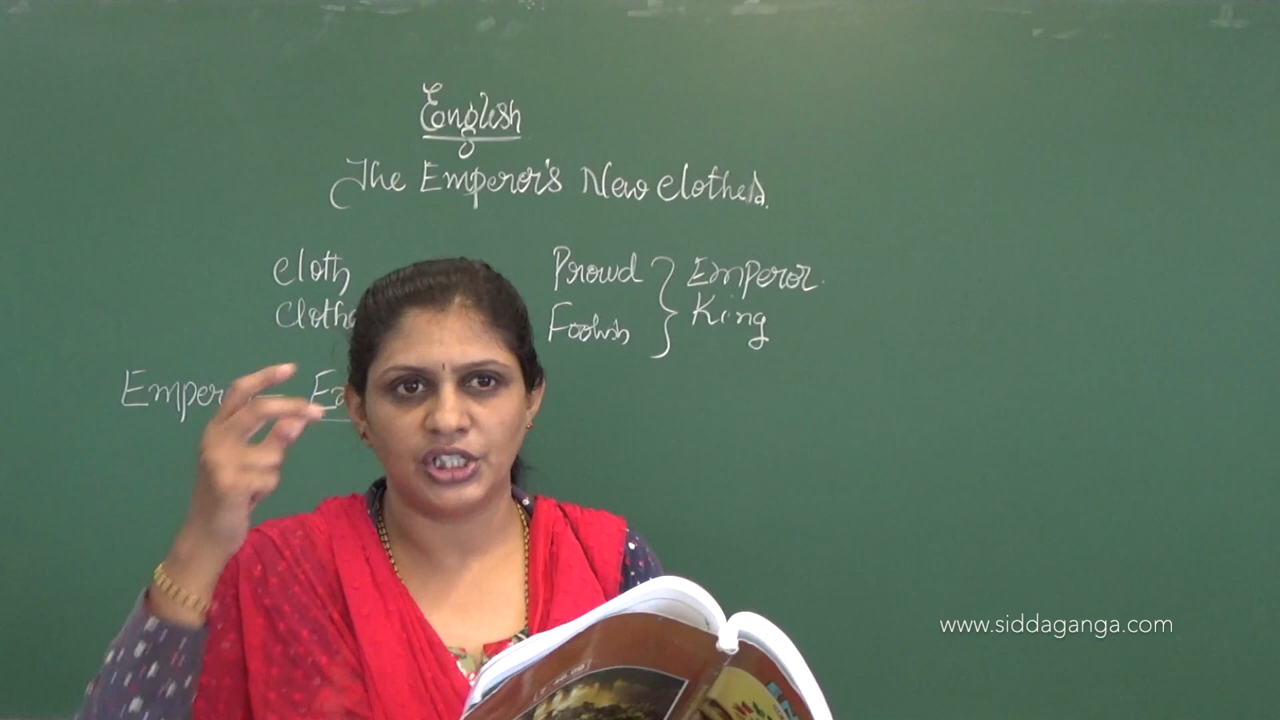 English
The Emperor's New Clothes.
Cloth
Proud
Emperor.
Foolish
King
www.siddaganga.com